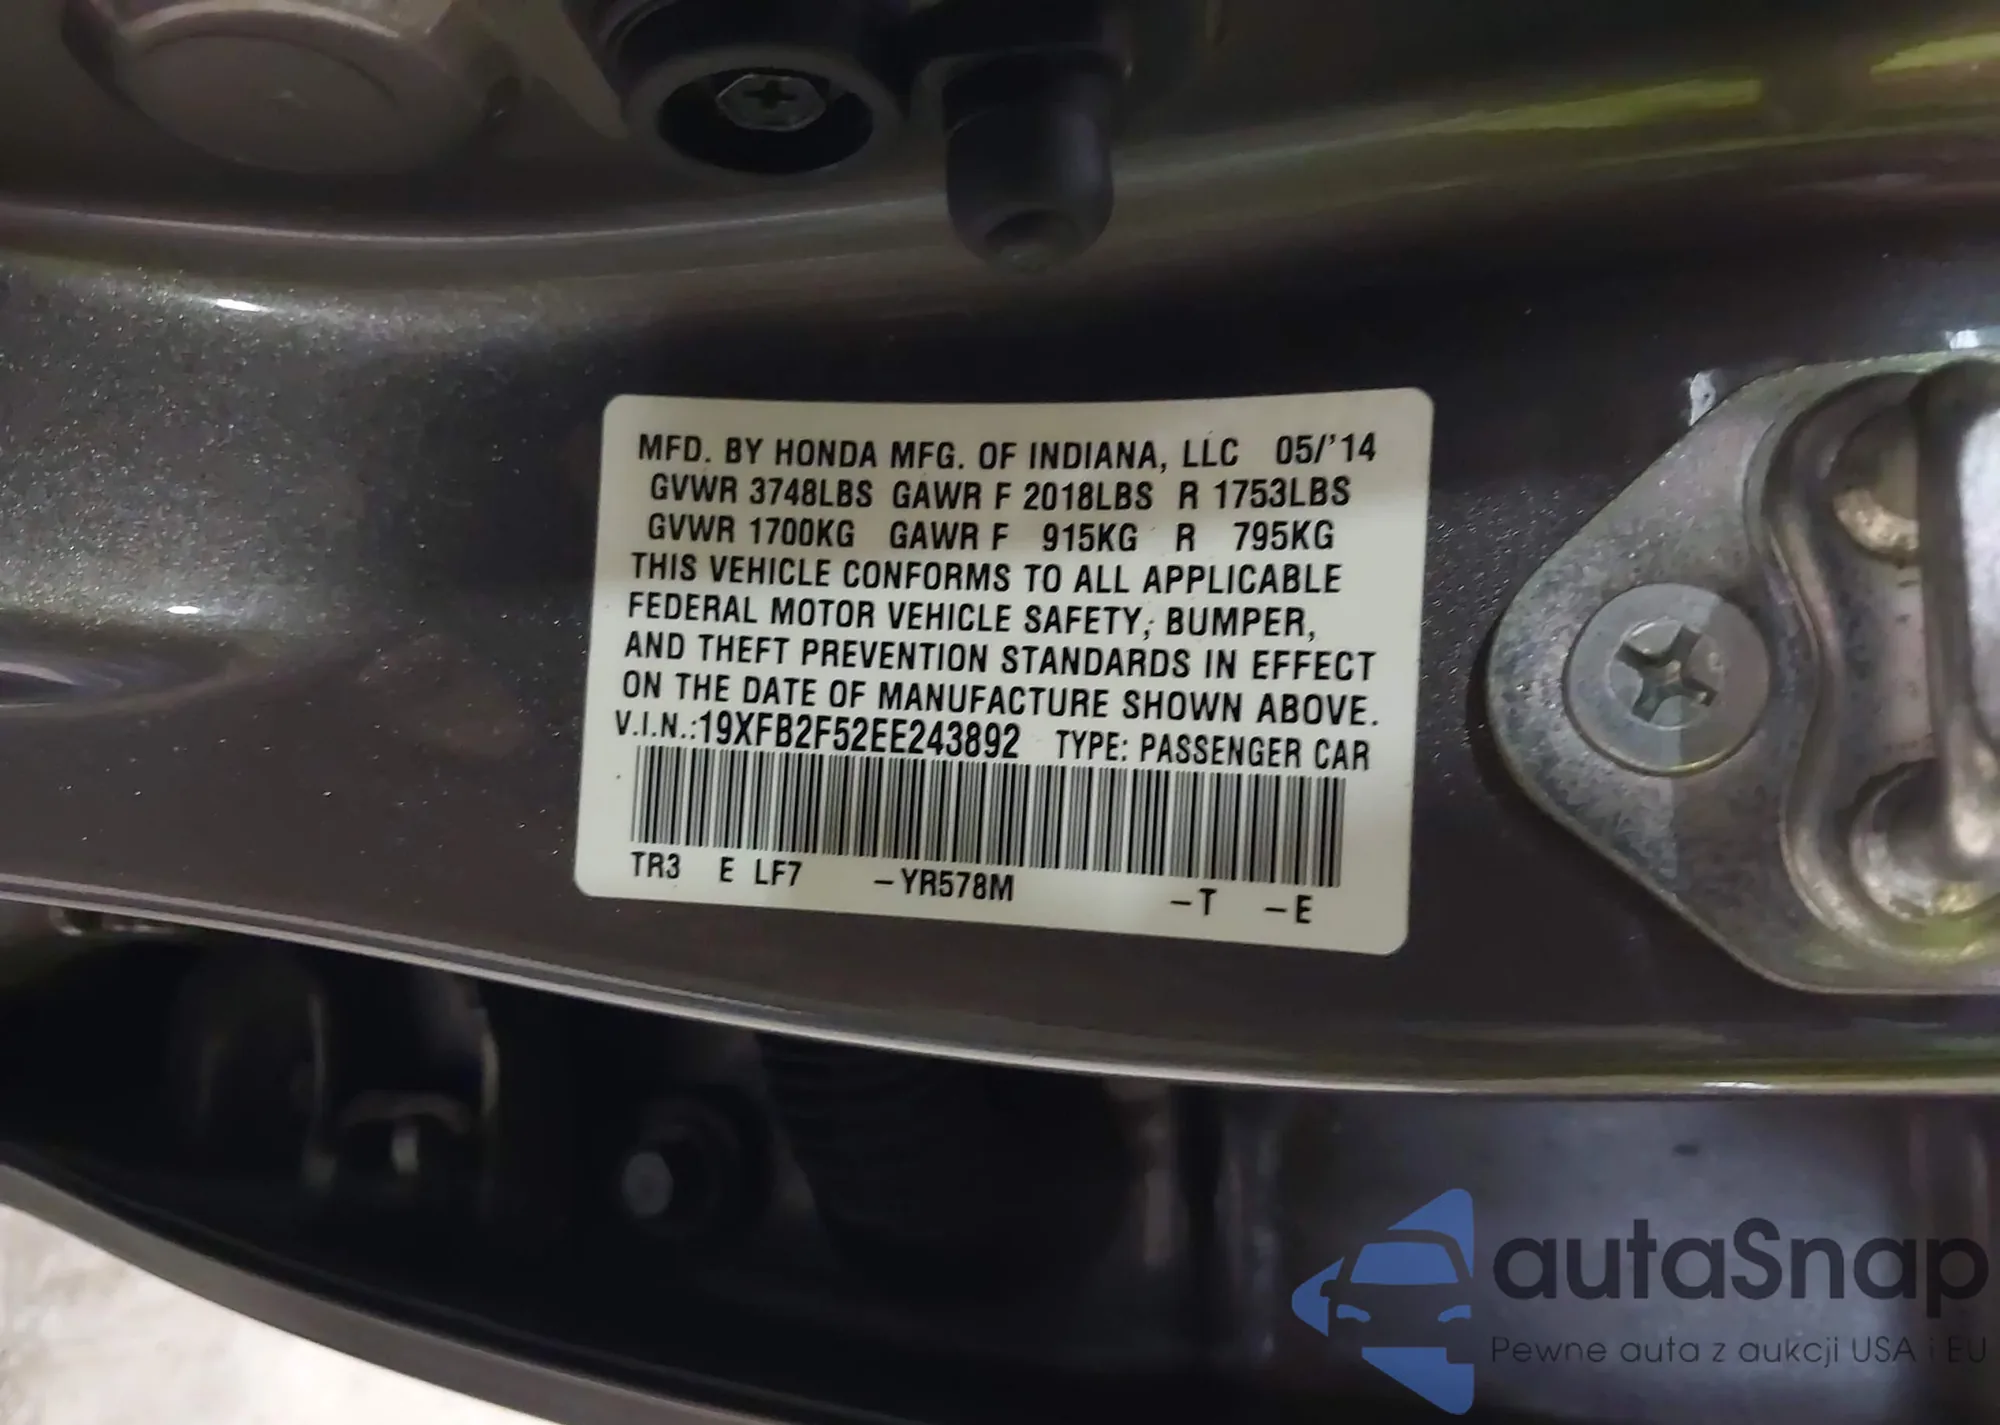 MFD. BY HONDA MFG. OF INDIANA, LLC 05/'14
GVWR 3748LBS GAWR F 2018LBS R 1753LBS
GVWR 1700KG GAWR F 915KG R 795KG
THIS VEHICLE CONFORMS TO ALL APPLICABLE
FEDERAL MOTOR VEHICLE SAFETY, BUMPER,
AND THEFT PREVENTION STANDARDS IN EFFECT
ON THE DATE OF MANUFACTURE SHOWN ABOVE.
V.I.N.:19XFB2F52EE243892 TYPE: PASSENGER CAR
TR3 E LF7 –YR578M –T –E
autaSnap
Pewne auta z aukcji USA i EU